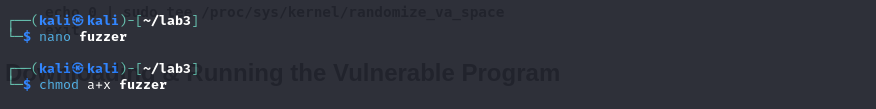 echo 0 | sudo tee /proc/sys/kernel/randomize_va_space
┌──(kali㉿kali)-[~/lab3]
└─$ nano fuzzer
┌──(kali㉿kali)-[~/lab3]
Running the Vulnerable Program
└─$ chmod a+x fuzzer